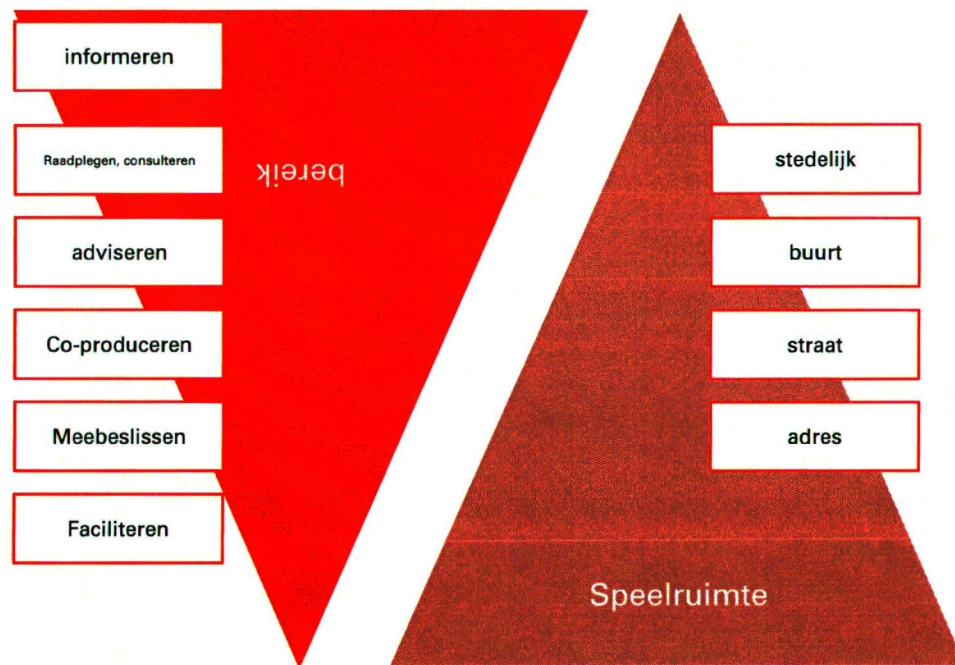 informeren
Raadplegen, consulteren
adviseren
Co-produceren
Meebeslissen
Faciliteren
bereik
stedelijk
buurt
straat
adres
Speelruimte